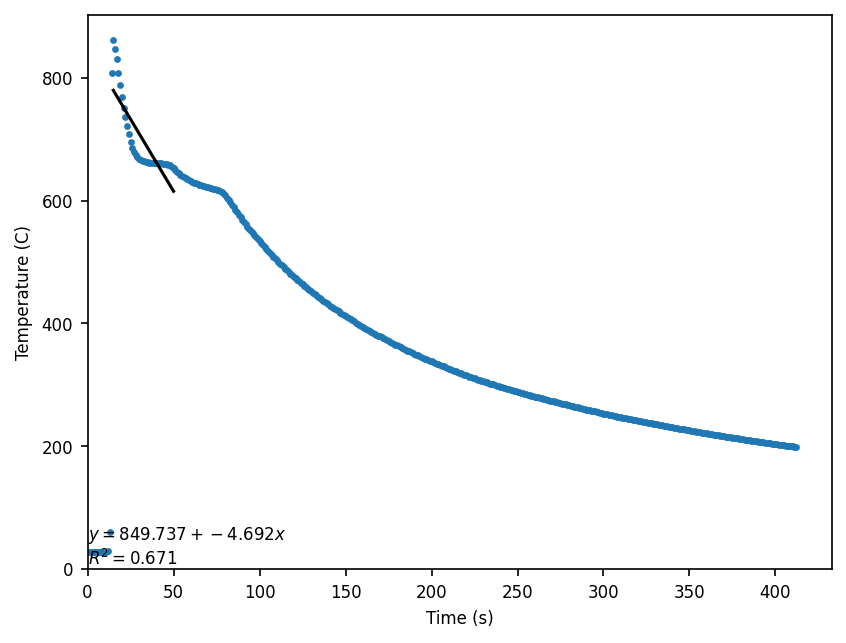 800
600
400
200
0
Temperature (C)
y = 849.737 + −4.692x
R² = 0.671
0 50 100 150 200 250 300 350 400
Time (s)